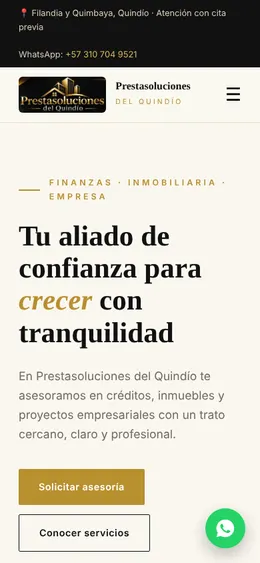 📍 Filandia y Quimbaya, Quindío · Atención con cita
previa
WhatsApp: +57 310 704 9521
Prestasoluciones
del Quindío
Prestasoluciones
DEL QUINDÍO
FINANZAS · INMOBILIARIA ·
EMPRESA
Tu aliado de
confianza para
crecer con
tranquilidad
En Prestasoluciones del Quindío te
asesoramos en créditos, inmuebles y
proyectos empresariales con un trato
cercano, claro y profesional.
Solicitar asesoría
Conocer servicios